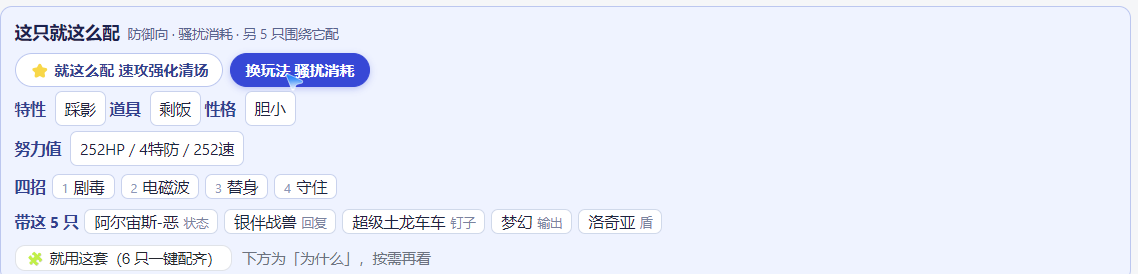 这只就这么配 防御向 · 骚扰消耗 · 另 5 只围绕它配
就这么配 速攻强化清场 换玩法 骚扰消耗
特性 踩影 道具 剩饭 性格 胆小
努力值 252HP / 4特防 / 252速
四招 1 剧毒 2 电磁波 3 替身 4 守住
带这 5 只 阿尔宙斯-恶 状态 银伴战兽 回复 超级土龙车车 钉子 梦幻 输出 洛奇亚 盾
就用这套（6 只一键配齐） 下方为「为什么」，按需再看